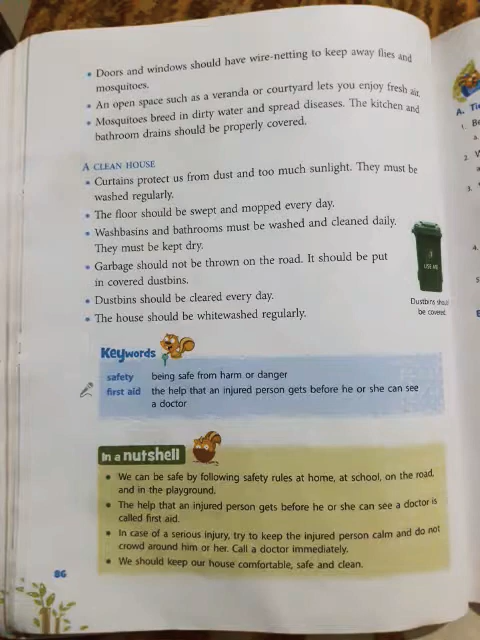 • Doors and windows should have wire-netting to keep away flies and
mosquitoes.
• An open space such as a veranda or courtyard lets you enjoy fresh air.
• Mosquitoes breed in dirty water and spread diseases. The kitchen and
bathroom drains should be properly covered.
A CLEAN HOUSE
• Curtains protect us from dust and too much sunlight. They must be
washed regularly.
• The floor should be swept and mopped every day.
• Washbasins and bathrooms must be washed and cleaned daily.
They must be kept dry.
• Garbage should not be thrown on the road. It should be put
in covered dustbins.
• Dustbins should be cleared every day.
• The house should be whitewashed regularly.
USE ME
Dustbins should
be covered.
Keywords
safety being safe from harm or danger
first aid the help that an injured person gets before he or she can see
a doctor
In a nutshell
• We can be safe by following safety rules at home, at school, on the road,
and in the playground.
• The help that an injured person gets before he or she can see a doctor is
called first aid.
• In case of a serious injury, try to keep the injured person calm and do not
crowd around him or her. Call a doctor immediately.
• We should keep our house comfortable, safe and clean.
86
A.
1.
a.
2.
3.
4.
5